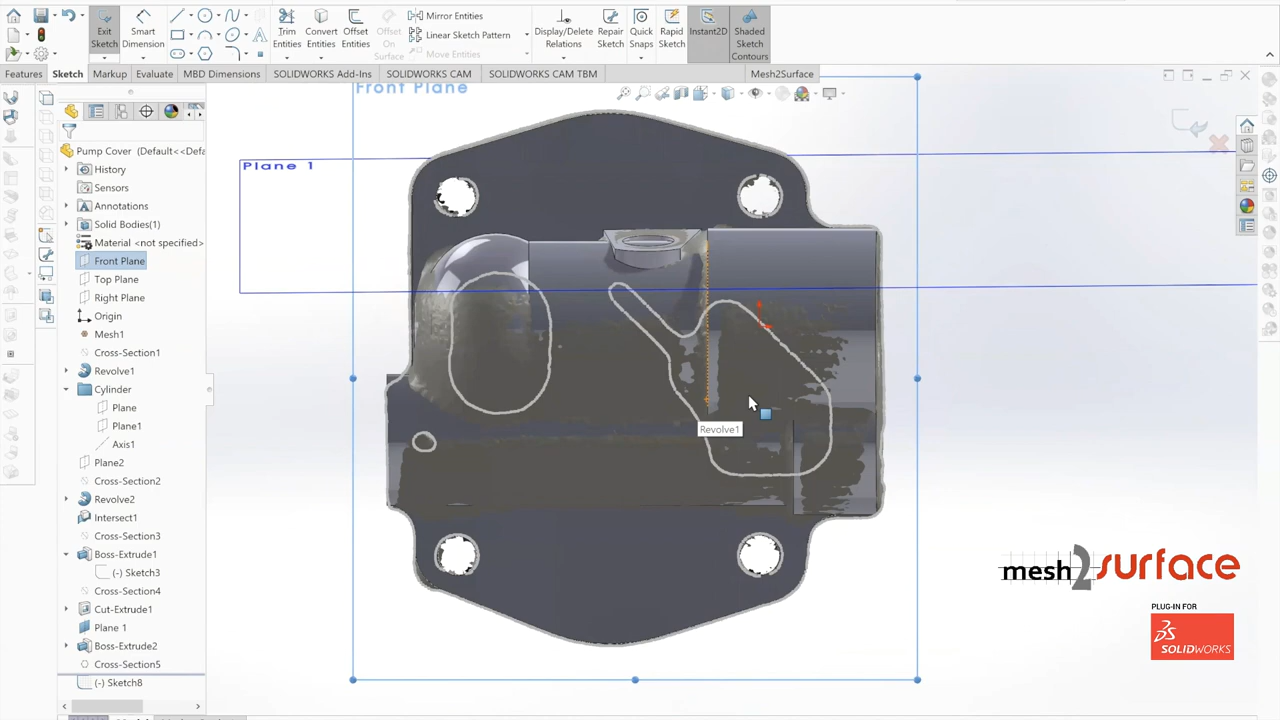 Exit Sketch
Smart Dimension
Trim Entities
Convert Entities
Offset Entities
Offset On Surface
Mirror Entities
Linear Sketch Pattern
Move Entities
Display/Delete Relations
Repair Sketch
Quick Snaps
Rapid Sketch
Instant2D
Shaded Sketch Contours
Features
Sketch
Markup
Evaluate
MBD Dimensions
SOLIDWORKS Add-Ins
SOLIDWORKS CAM
SOLIDWORKS CAM TBM
Mesh2Surface
Pump Cover (Default<<Defa
History
Sensors
Annotations
Solid Bodies(1)
Material <not specified>
Front Plane
Top Plane
Right Plane
Origin
Mesh1
Cross-Section1
Revolve1
Cylinder
Plane
Plane1
Axis1
Plane2
Cross-Section2
Revolve2
Intersect1
Cross-Section3
Boss-Extrude1
(-) Sketch3
Cross-Section4
Cut-Extrude1
Plane 1
Boss-Extrude2
Cross-Section5
(-) Sketch8
Front Plane
Plane 1
Revolve1
mesh2surface
PLUG-IN FOR
3DS
SOLIDWORKS